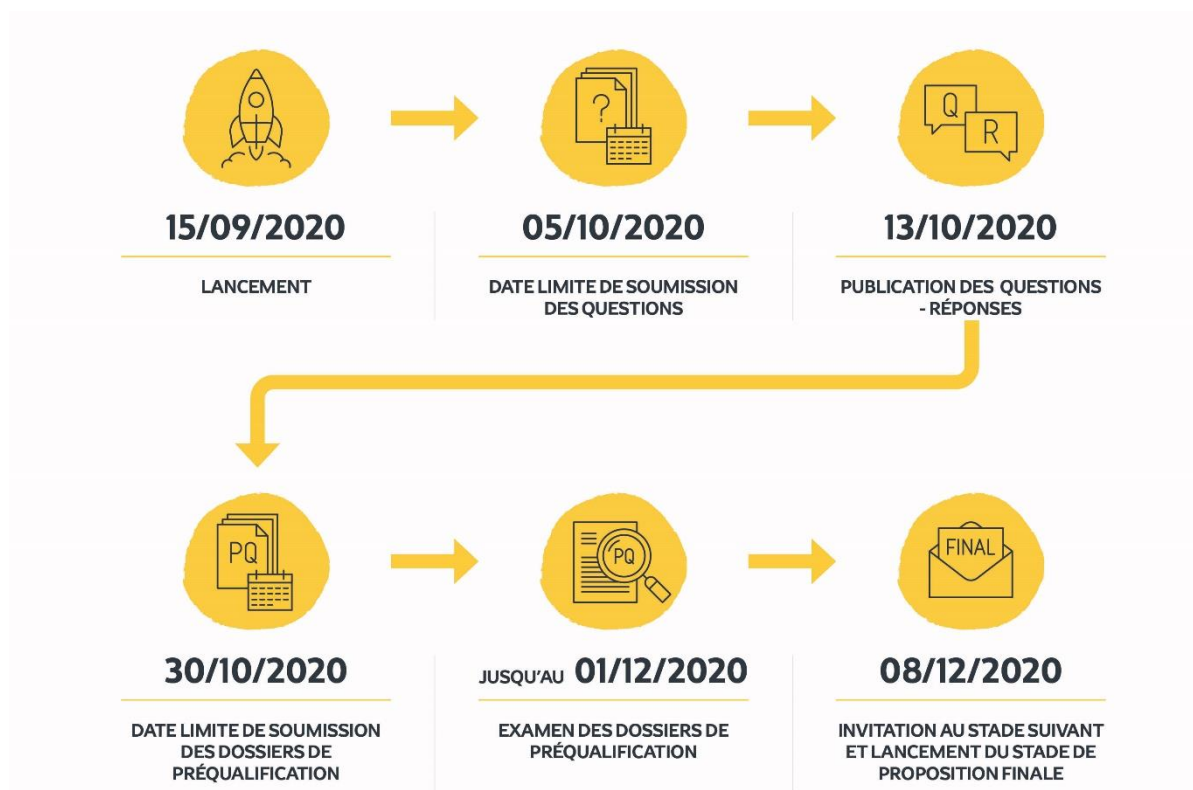 ?
Q
R
15/09/2020
05/10/2020
13/10/2020
LANCEMENT
DATE LIMITE DE SOUMISSION
DES QUESTIONS
PUBLICATION DES QUESTIONS
- RÉPONSES
PQ
PQ
FINAL
30/10/2020
JUSQU'AU 01/12/2020
08/12/2020
DATE LIMITE DE SOUMISSION
DES DOSSIERS DE
PRÉQUALIFICATION
EXAMEN DES DOSSIERS DE
PRÉQUALIFICATION
INVITATION AU STADE SUIVANT
ET LANCEMENT DU STADE DE
PROPOSITION FINALE